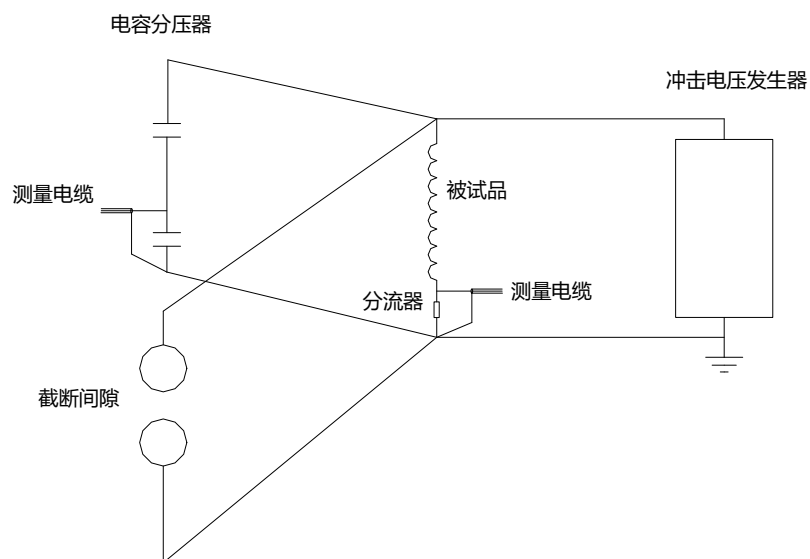 电容分压器
冲击电压发生器
测量电缆
被试品
分流器
测量电缆
截断间隙